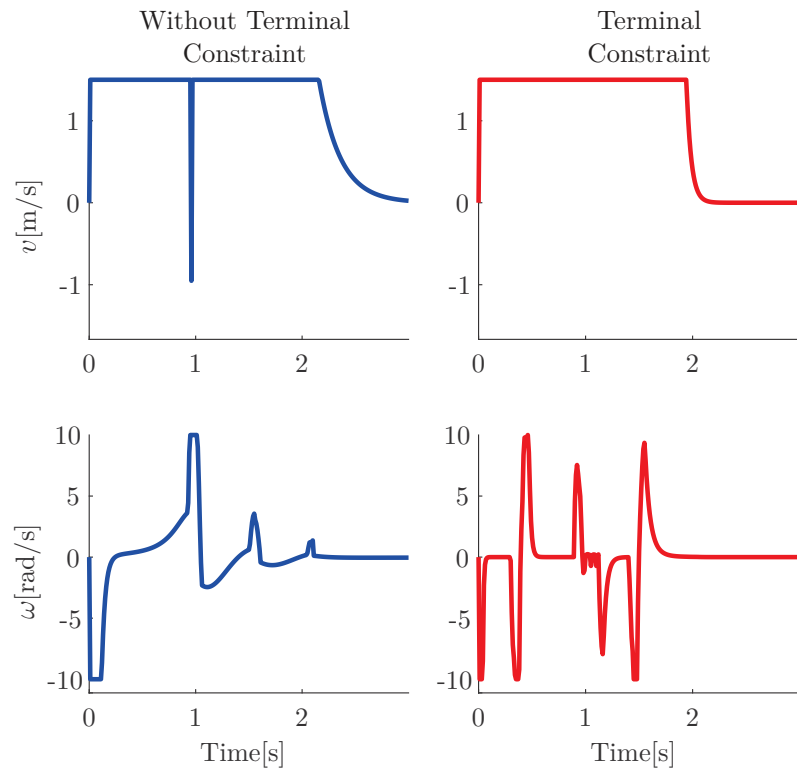 Without Terminal
Constraint
Terminal
Constraint
v[m/s]
1
0
-1
0 1 2
1
0
-1
0 1 2
ω[rad/s]
10
5
0
-5
-10
0 1 2
Time[s]
10
5
0
-5
-10
0 1 2
Time[s]